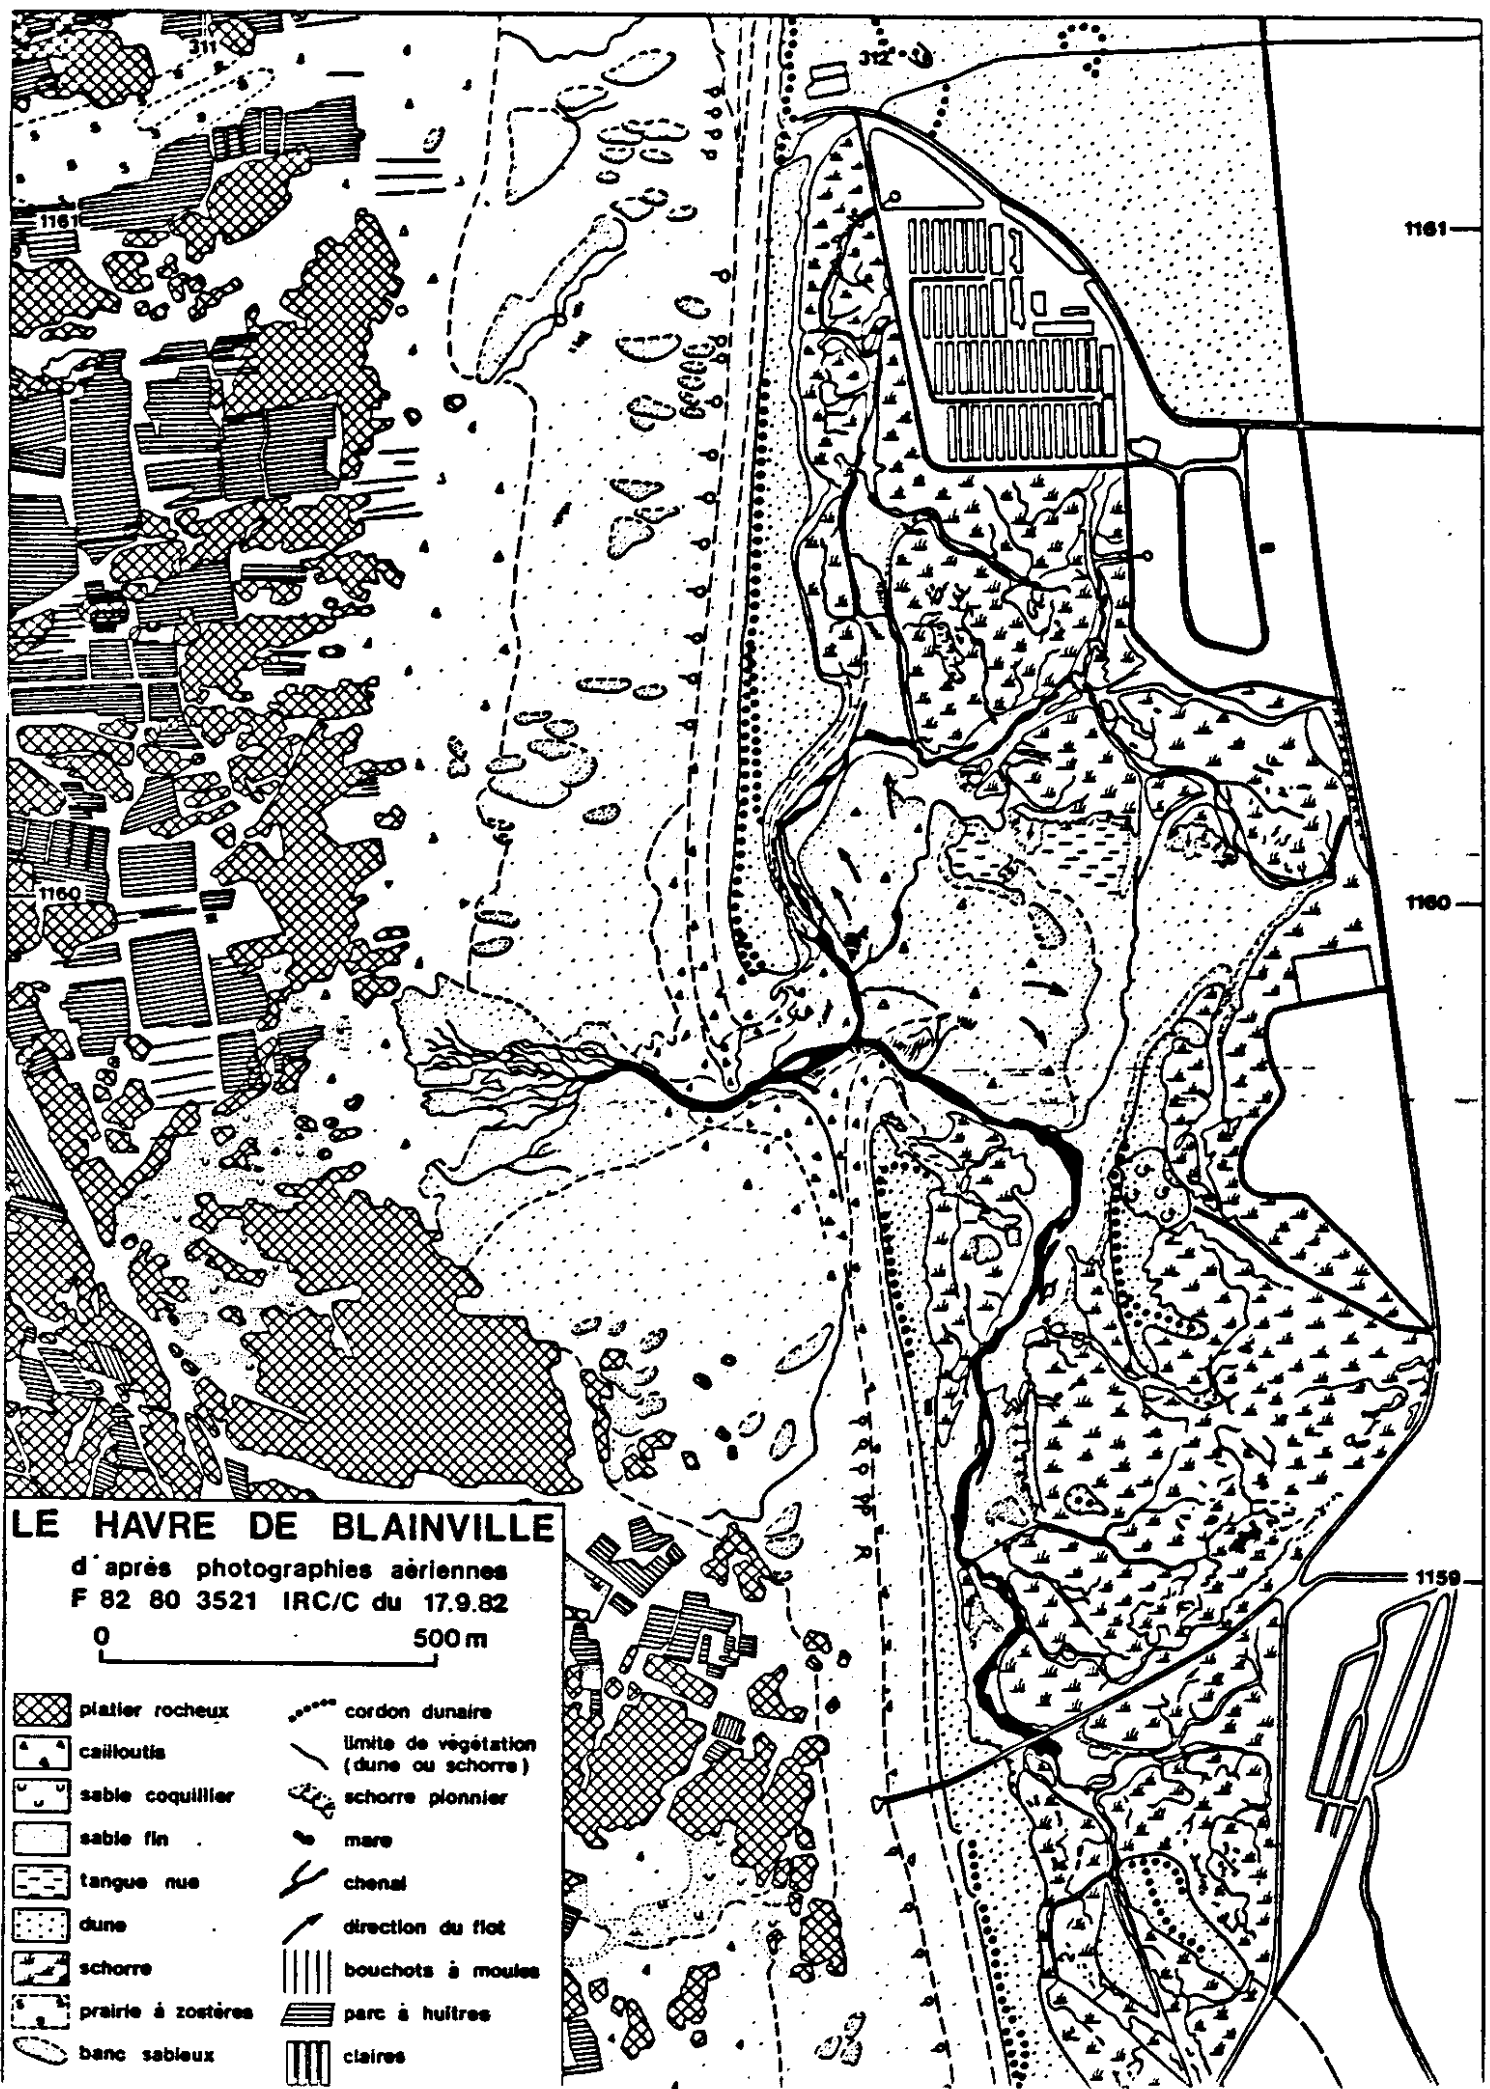 311
312
1161
1161
1160
1160
1159
LE HAVRE DE BLAINVILLE
d'après photographies aèriennes
F 82 80 3521 IRC/C du 17.9.82
0 500 m
platier rocheux
cailloutis
sable coquillier
sable fin
tangue nue
dune
schorre
prairie à zostères
banc sableux
cordon dunaire
limite de végétation
(dune ou schorre)
schorre pionnier
mare
chenal
direction du flot
bouchots à moules
parc à huîtres
claires